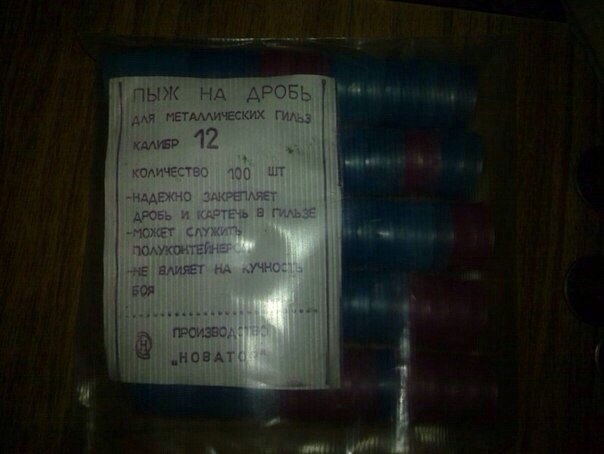 ПЫЖ НА ДРОБЬ
ДЛЯ МЕТАЛЛИЧЕСКИХ ГИЛЬЗ
КАЛИБР 12
КОЛИЧЕСТВО 100 ШТ
-НАДЕЖНО ЗАКРЕПЛЯЕТ
ДРОБЬ И КАРТЕЧЬ В ГИЛЬЗЕ
-МОЖЕТ СЛУЖИТЬ
ПОЛУКОНТЕЙНЕРОМ
-НЕ ВЛИЯЕТ НА КУЧНОСТЬ
БОЯ
ПРОИЗВОДСТВО
"НОВАТОР"